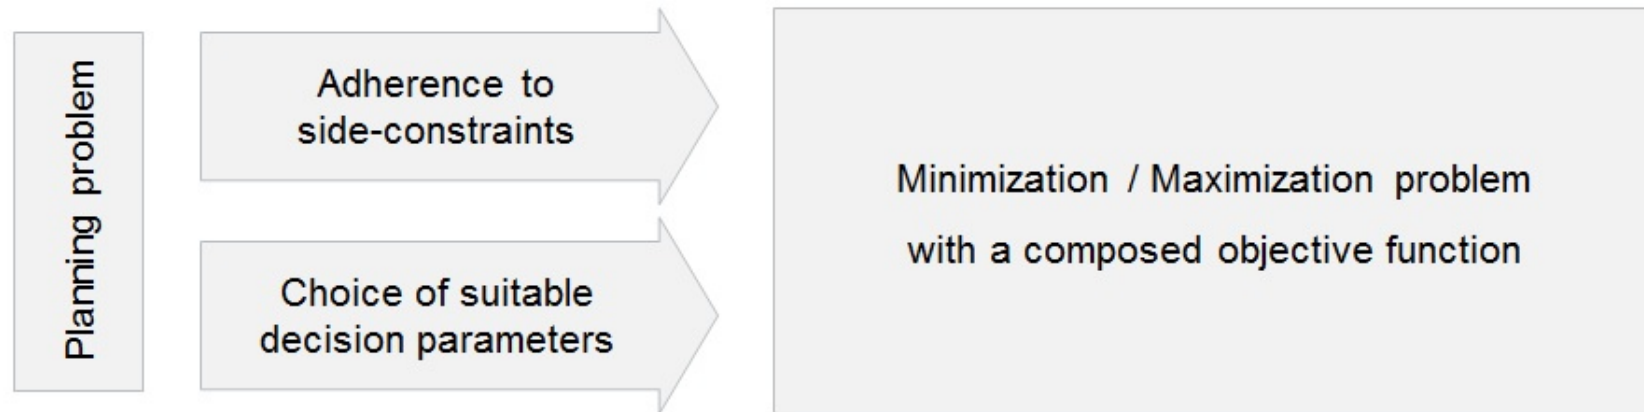 Planning problem
Adherence to
side-constraints
Choice of suitable
decision parameters
Minimization / Maximization problem
with a composed objective function